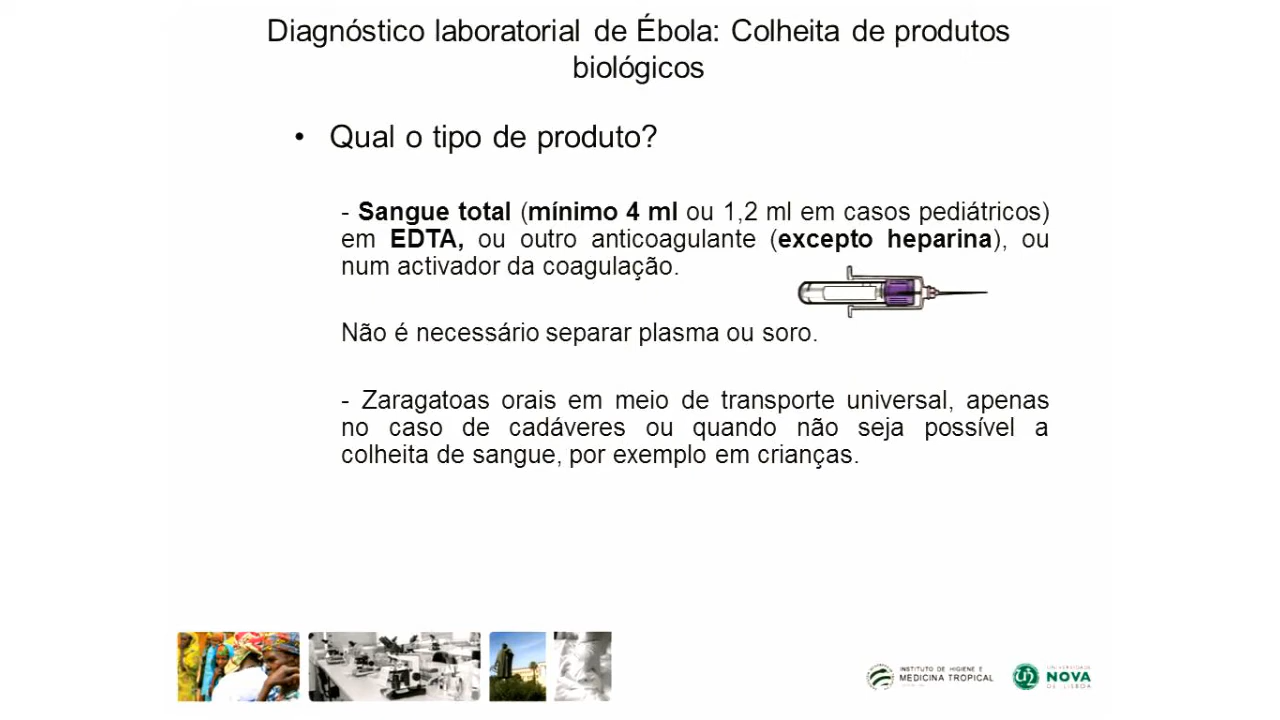 Diagnóstico laboratorial de Ébola: Colheita de produtos
biológicos
• Qual o tipo de produto?
- Sangue total (mínimo 4 ml ou 1,2 ml em casos pediátricos)
em EDTA, ou outro anticoagulante (excepto heparina), ou
num activador da coagulação.
Não é necessário separar plasma ou soro.
- Zaragatoas orais em meio de transporte universal, apenas
no caso de cadáveres ou quando não seja possível a
colheita de sangue, por exemplo em crianças.
INSTITUTO DE HIGIENE E
MEDICINA TROPICAL
UNIVERSIDADE
NOVA
DE LISBOA